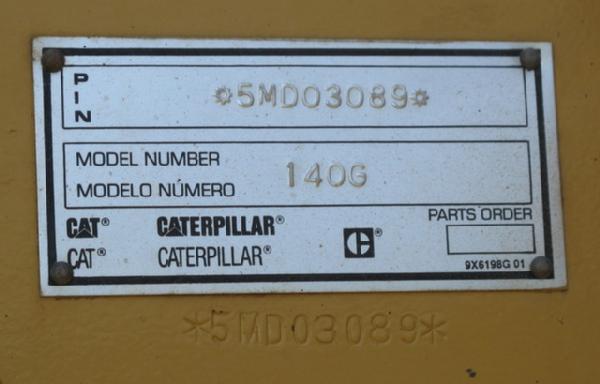 PIN
*5MD03089*
MODEL NUMBER 140G
MODELO NÚMERO
CAT® CATERPILLAR® PARTS ORDER
CAT® CATERPILLAR® C®
9X6198G 01
*5MD03089*